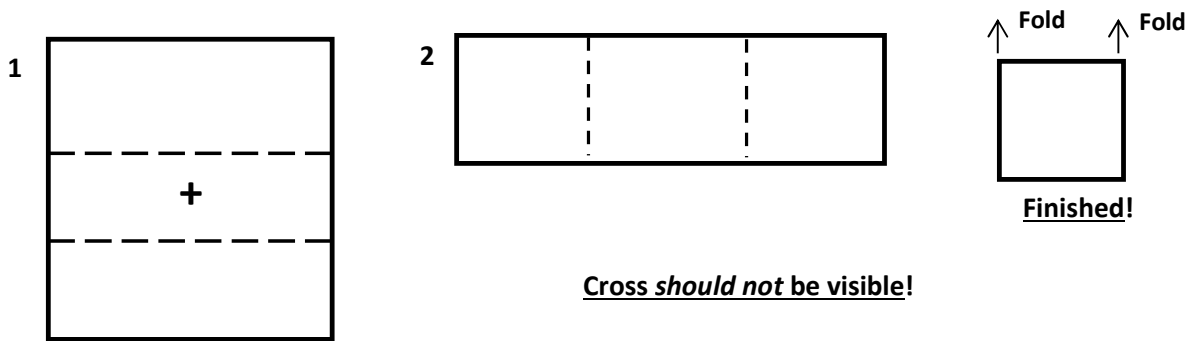 1
+
2
Fold
Fold
Finished!
Cross should not be visible!